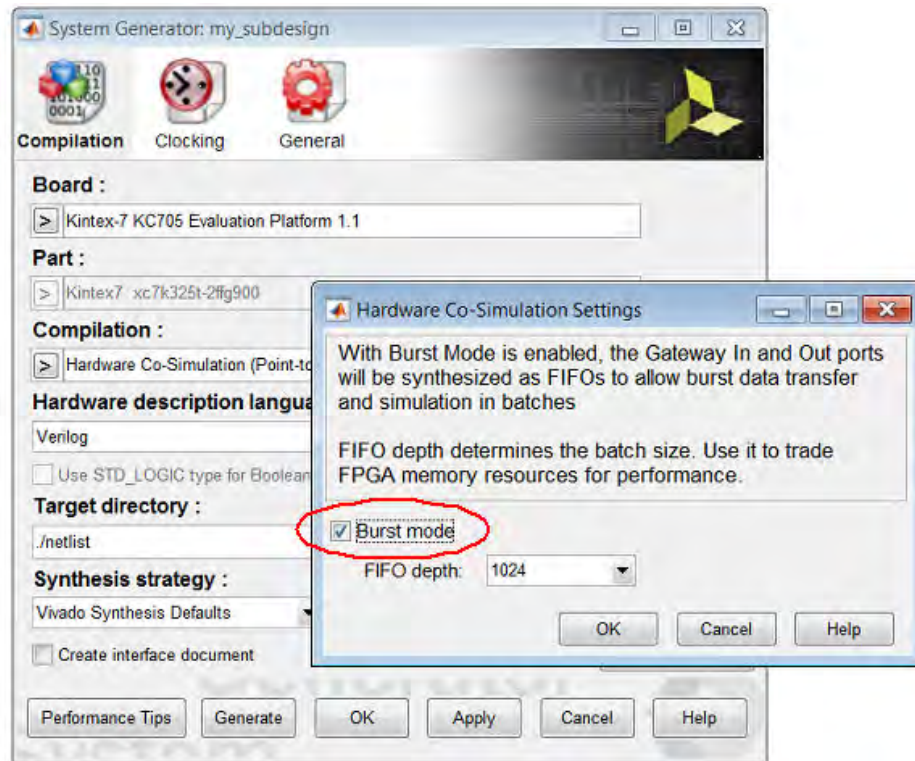 System Generator: my_subdesign
Compilation
Clocking
General
Board :
> Kintex-7 KC705 Evaluation Platform 1.1
Part :
> Kintex7 xc7k325t-2ffg900
Compilation :
> Hardware Co-Simulation (Point-to
Hardware description langua
Verilog
Use STD_LOGIC type for Boolean
Target directory :
./netlist
Synthesis strategy :
Vivado Synthesis Defaults
Create interface document
Performance Tips
Generate
OK
Apply
Cancel
Help
Hardware Co-Simulation Settings
With Burst Mode is enabled, the Gateway In and Out ports
will be synthesized as FIFOs to allow burst data transfer
and simulation in batches
FIFO depth determines the batch size. Use it to trade
FPGA memory resources for performance.
Burst mode
FIFO depth: 1024
OK
Cancel
Help